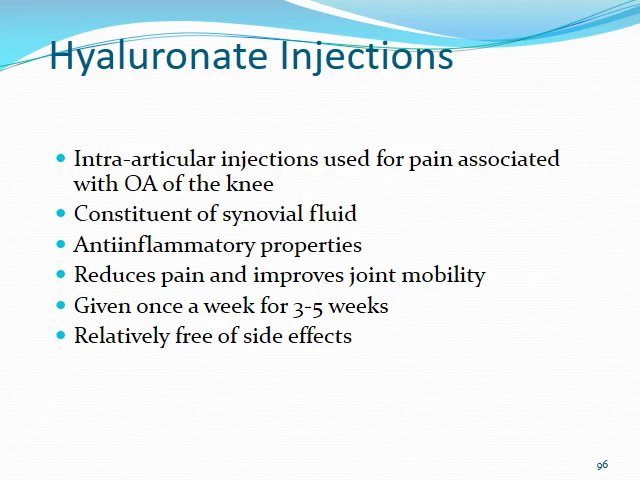 Hyaluronate Injections
• Intra-articular injections used for pain associated
with OA of the knee
• Constituent of synovial fluid
• Antiinflammatory properties
• Reduces pain and improves joint mobility
• Given once a week for 3-5 weeks
• Relatively free of side effects
96